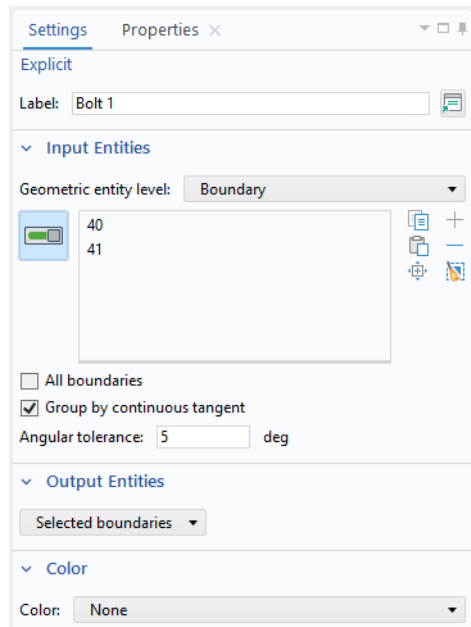 Settings Properties
Explicit
Label: Bolt 1
Input Entities
Geometric entity level: Boundary
40
41
All boundaries
Group by continuous tangent
Angular tolerance: 5 deg
Output Entities
Selected boundaries
Color
Color: None